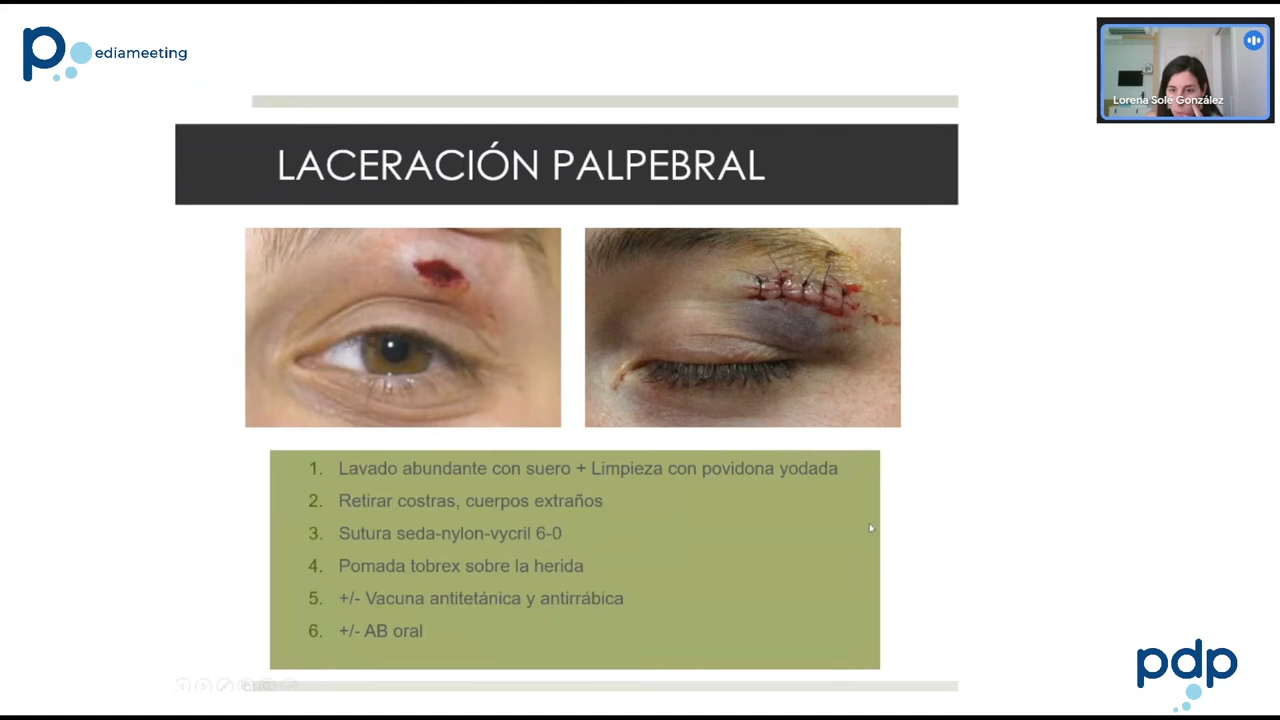 pediameeting
Lorena Solé González
LACERACIÓN PALPEBRAL
1. Lavado abundante con suero + Limpieza con povidona yodada
2. Retirar costras, cuerpos extraños
3. Sutura seda-nylon-vycril 6-0
4. Pomada tobrex sobre la herida
5. +/- Vacuna antitetánica y antirrábica
6. +/- AB oral
pdp